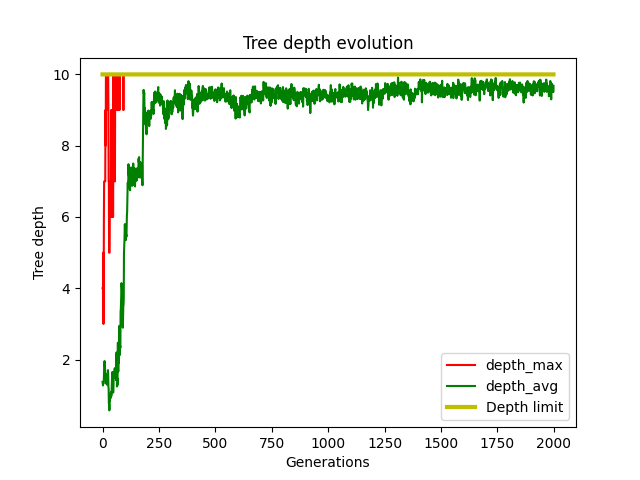 Tree depth evolution
10
8
6
4
2
Tree depth
0
250
500
750
1000
1250
1500
1750
2000
Generations
depth_max
depth_avg
Depth limit